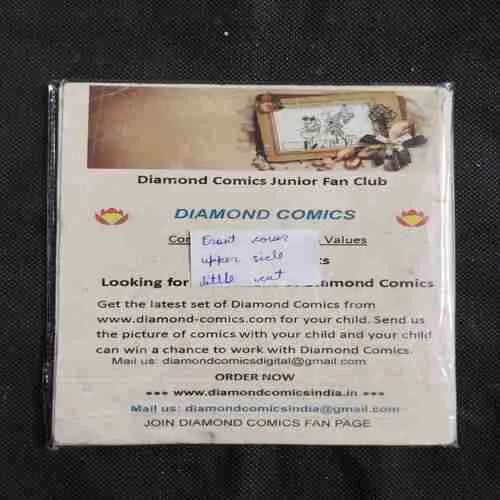 Diamond Comics Junior Fan Club
DIAMOND COMICS
Values
Front cover
upper side
little cut
Looking for
Diamond Comics
Get the latest set of Diamond Comics from
www.diamond-comics.com for your child. Send us
the picture of comics with your child and your child
can win a chance to work with Diamond Comics.
Mail us: diamondcomicsdigital@gmail.com
ORDER NOW
*** www.diamondcomicsindia.in ***
Mail us: diamondcomicsindia@gmail.com
JOIN DIAMOND COMICS FAN PAGE